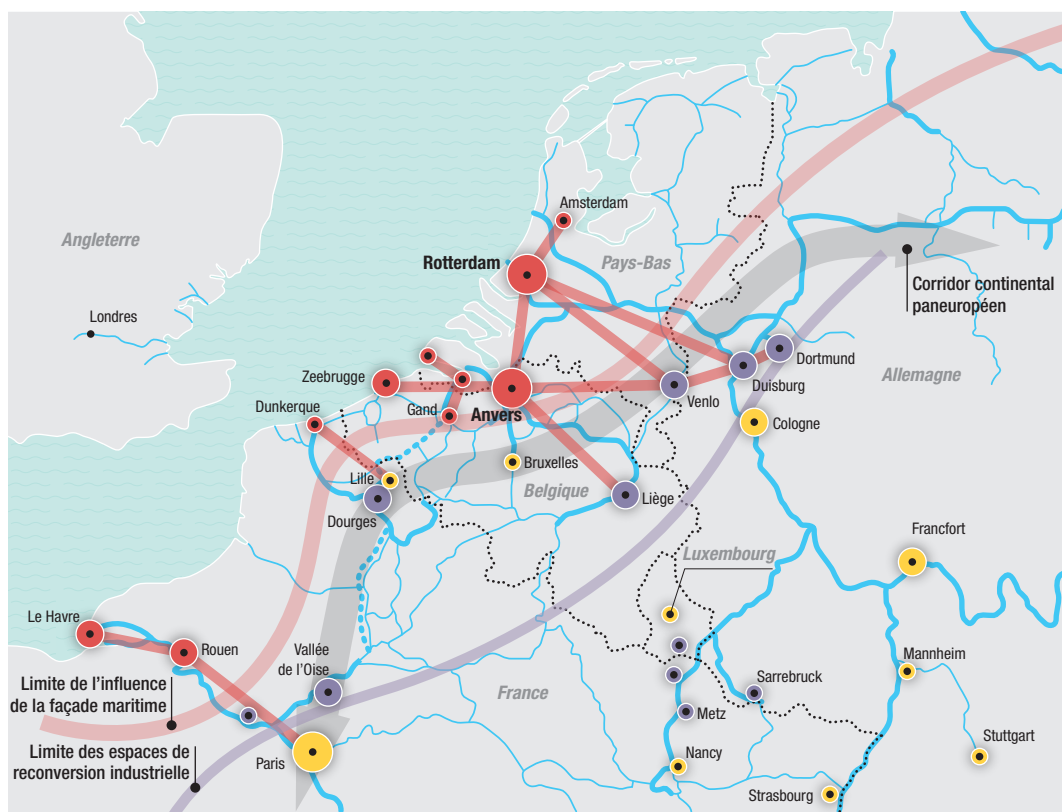 Amsterdam
Angleterre
Rotterdam
Pays-Bas
Corridor continental
paneuropéen
Londres
Dortmund
Zeebrugge
Duisburg
Allemagne
Venlo
Dunkerque
Gand
Anvers
Cologne
Bruxelles
Lille
Belgique
Liège
Dourges
Francfort
Luxembourg
Le Havre
Rouen
Vallée
de l’Oise
Mannheim
Limite de l’influence
de la façade maritime
France
Sarrebruck
Metz
Limite des espaces de
reconversion industrielle
Paris
Nancy
Stuttgart
Strasbourg